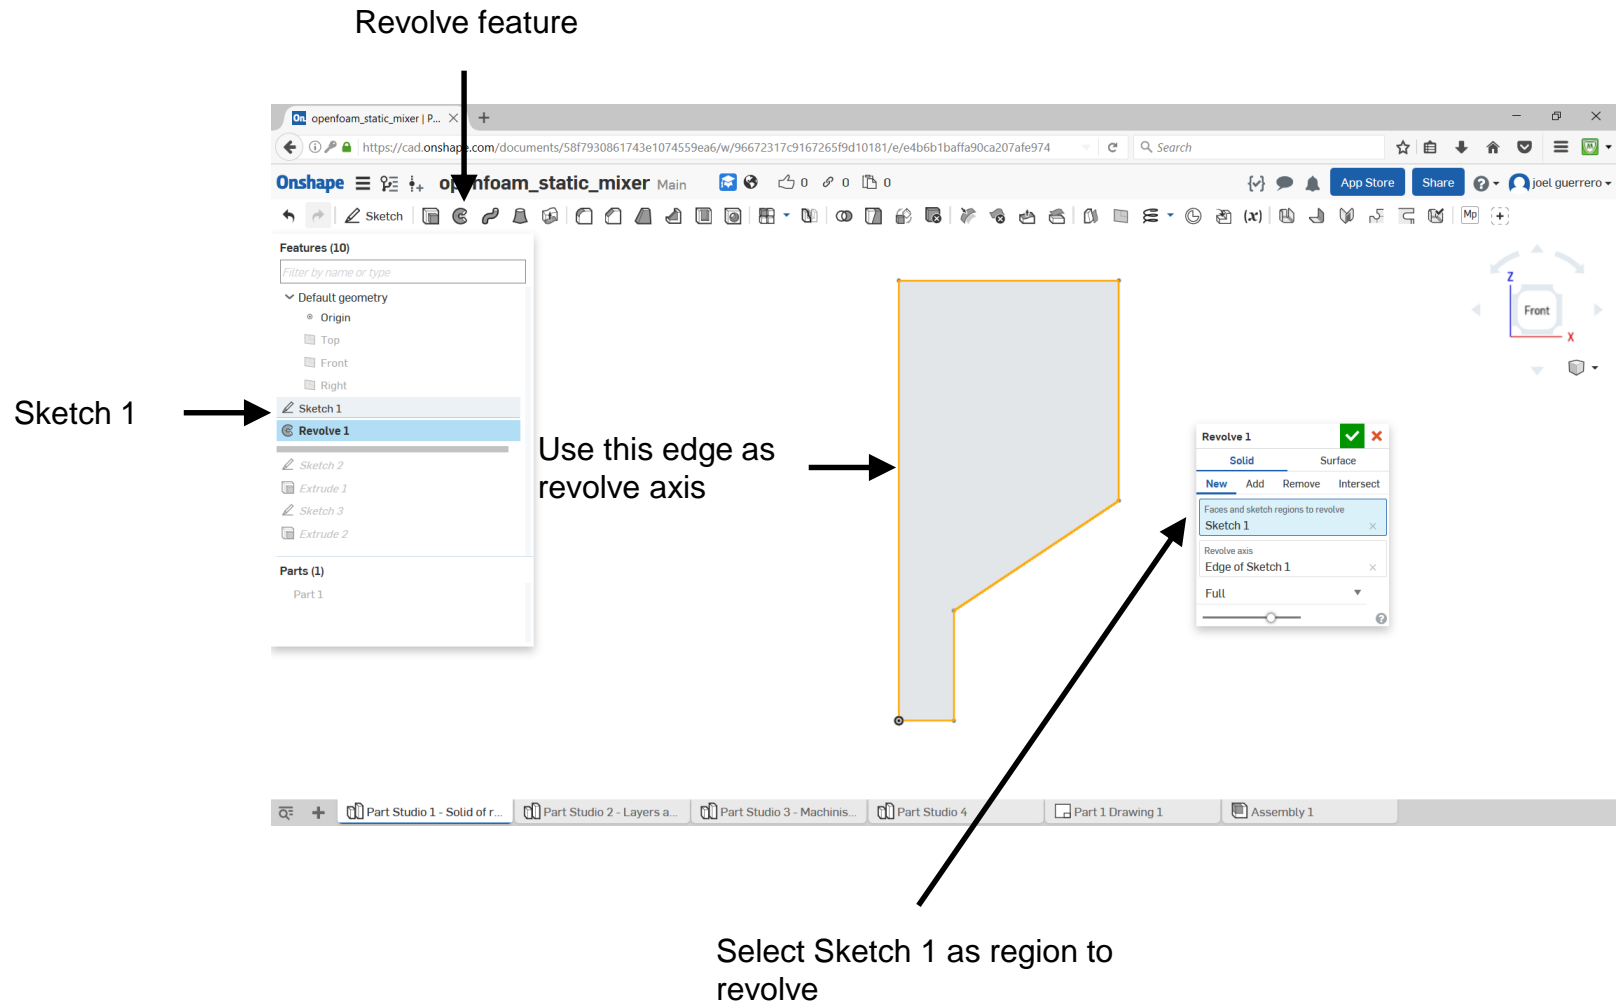 Revolve feature
On. openfoam_static_mixer | P...
https://cad.onshape.com/documents/58f7930861743e1074559ea6/w/96672317c9167265f9d10181/e/e4b6b1baffa90ca207afe974
Search
Onshape
openfoam_static_mixer Main
0 0 0
App Store
Share
joel guerrero
Sketch
(x)
Mp
Features (10)
Filter by name or type
Default geometry
Origin
Top
Front
Right
Sketch 1
Sketch 1
Revolve 1
Sketch 2
Extrude 1
Sketch 3
Extrude 2
Parts (1)
Part 1
Use this edge as
revolve axis
Z
Front
X
Revolve 1
Solid Surface
New Add Remove Intersect
Faces and sketch regions to revolve
Sketch 1
Revolve axis
Edge of Sketch 1
Full
Part Studio 1 - Solid of r...
Part Studio 2 - Layers a...
Part Studio 3 - Machinis...
Part Studio 4
Part 1 Drawing 1
Assembly 1
Select Sketch 1 as region to
revolve